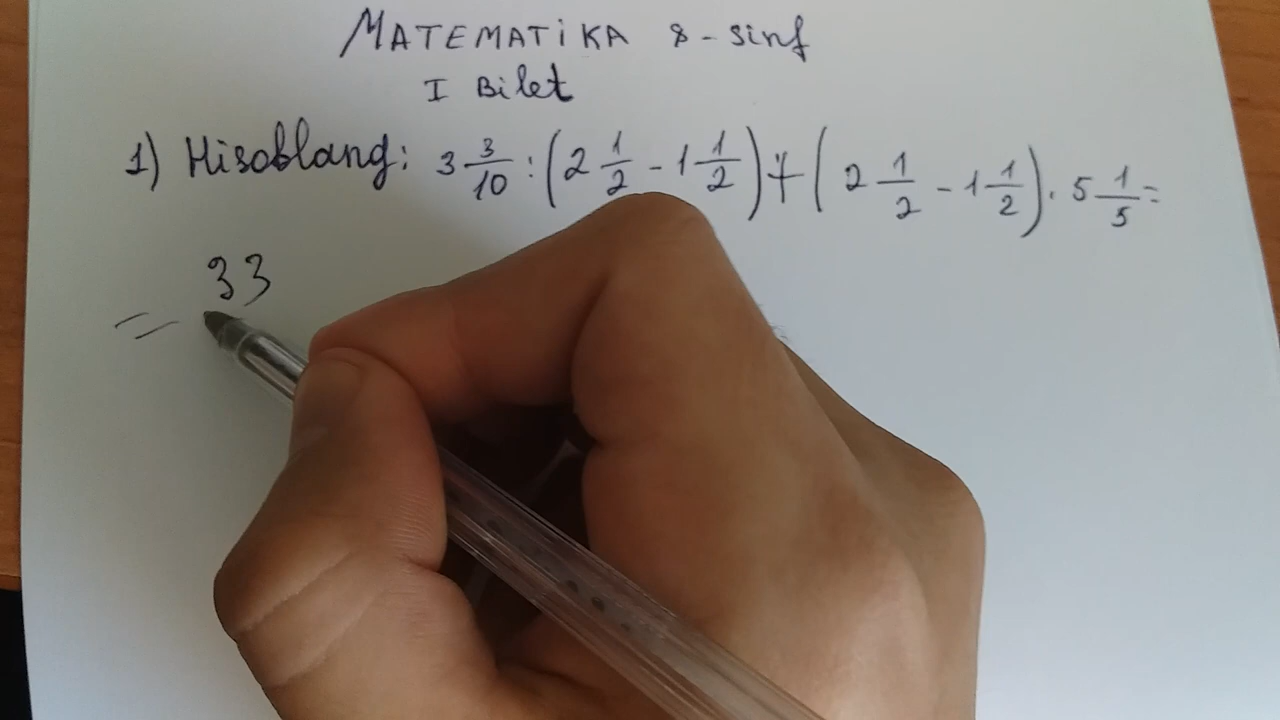 MATEMATiKA 8-sinf
I Bilet
1) Hisoblang: 3 3/10 : (2 1/2 - 1 1/2) + (2 1/2 - 1 1/2) · 5 1/5 =
= 33